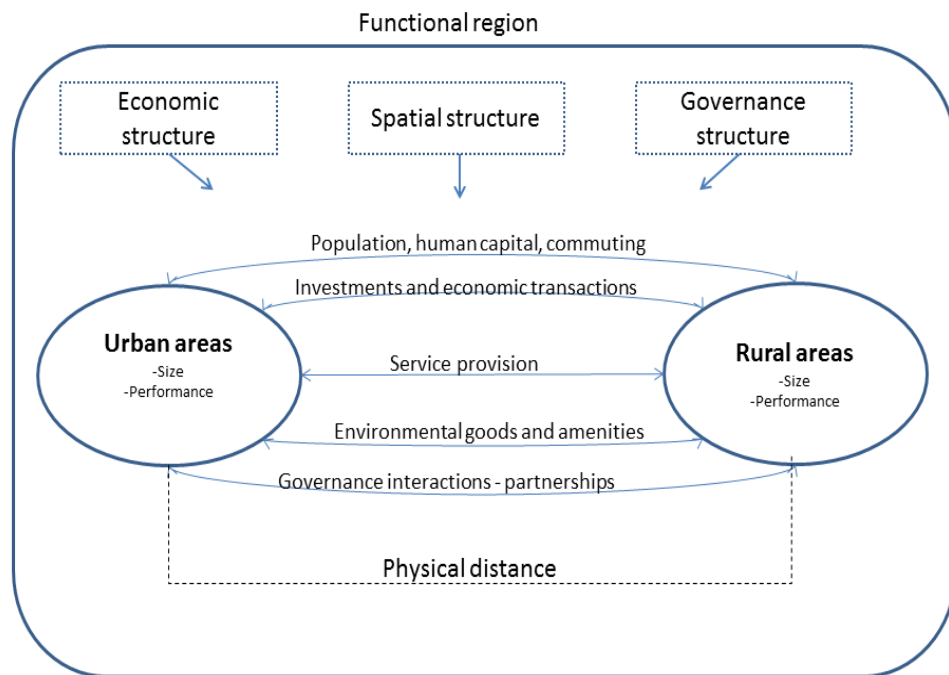 Functional region
Economic
structure
Spatial structure
Governance
structure
Population, human capital, commuting
Investments and economic transactions
Urban areas
-Size
-Performance
Service provision
Rural areas
-Size
-Performance
Environmental goods and amenities
Governance interactions - partnerships
Physical distance